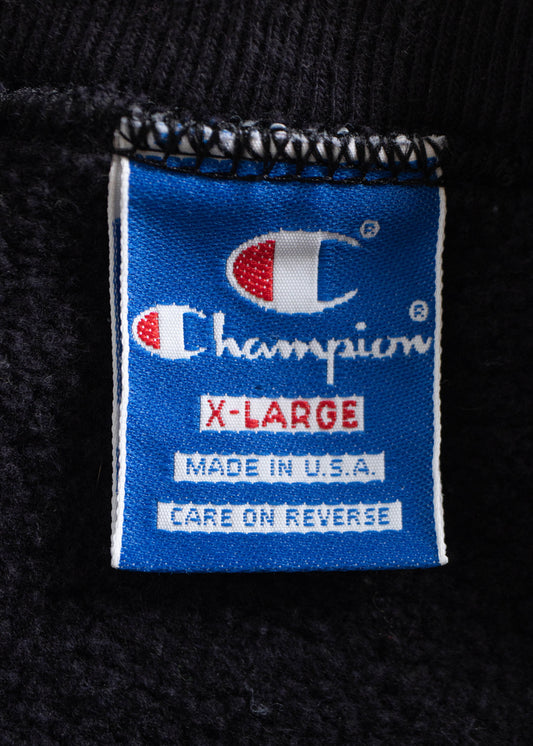 ®
Champion®
X-LARGE
MADE IN U.S.A.
CARE ON REVERSE